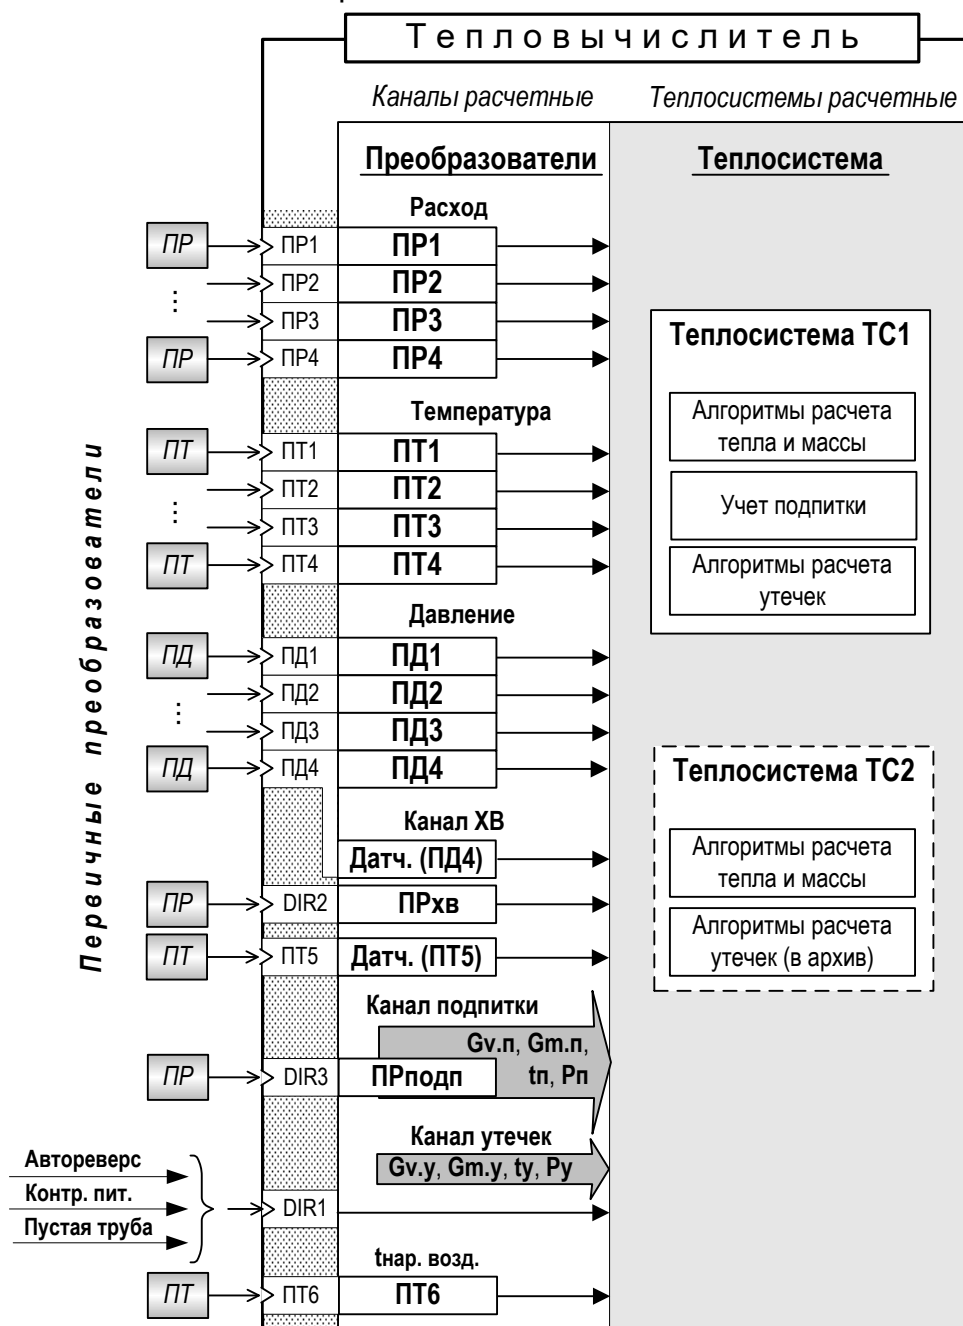 Тепловычислитель
Каналы расчетные
Теплосистемы расчетные
Преобразователи
Теплосистема
Расход
ПР
ПР1
ПР1
ПР2
ПР2
⋮
ПР3
ПР3
ПР
ПР4
ПР4
Температура
ПТ
ПТ1
ПТ1
ПТ2
ПТ2
⋮
ПТ3
ПТ3
ПТ
ПТ4
ПТ4
Давление
ПД
ПД1
ПД1
ПД2
ПД2
⋮
ПД3
ПД3
ПД
ПД4
ПД4
Канал ХВ
Датч. (ПД4)
ПР
DIR2
ПРхв
ПТ
ПТ5
Датч. (ПТ5)
Канал подпитки
Gv.п, Gm.п,
tп, Pп
ПР
DIR3
ПРподп
Канал утечек
Gv.у, Gm.у, tу, Pу
Автореверс
Контр. пит.
Пустая труба
DIR1
tнар. возд.
ПТ
ПТ6
ПТ6
Первичные преобразователи
Теплосистема ТС1
Алгоритмы расчета
тепла и массы
Учет подпитки
Алгоритмы расчета
утечек
Теплосистема ТС2
Алгоритмы расчета
тепла и массы
Алгоритмы расчета
утечек (в архив)